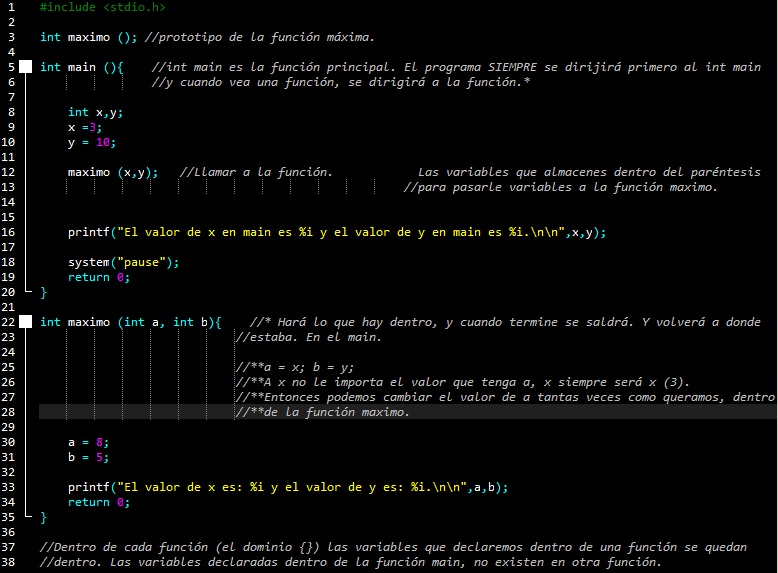 1 #include <stdio.h>
2
3 int maximo (); //prototipo de la función máxima.
4
5 int main (){ //int main es la función principal. El programa SIEMPRE se dirijirá primero al int main
6 //y cuando vea una función, se dirigirá a la función.*
7
8 int x,y;
9 x =3;
10 y = 10;
11
12 maximo (x,y); //Llamar a la función. Las variables que almacenes dentro del paréntesis
13 //para pasarle variables a la función maximo.
14
15
16 printf("El valor de x en main es %i y el valor de y en main es %i.\n\n",x,y);
17
18 system("pause");
19 return 0;
20 }
21
22 int maximo (int a, int b){ //* Hará lo que hay dentro, y cuando termine se saldrá. Y volverá a donde
23 //estaba. En el main.
24
25 //**a = x; b = y;
26 //**A x no le importa el valor que tenga a, x siempre será x (3).
27 //**Entonces podemos cambiar el valor de a tantas veces como queramos, dentro
28 //**de la función maximo.
29
30 a = 8;
31 b = 5;
32
33 printf("El valor de x es: %i y el valor de y es: %i.\n\n",a,b);
34 return 0;
35 }
36
37 //Dentro de cada función (el dominio {}) las variables que declaremos dentro de una función se quedan
38 //dentro. Las variables declaradas dentro de la función main, no existen en otra función.